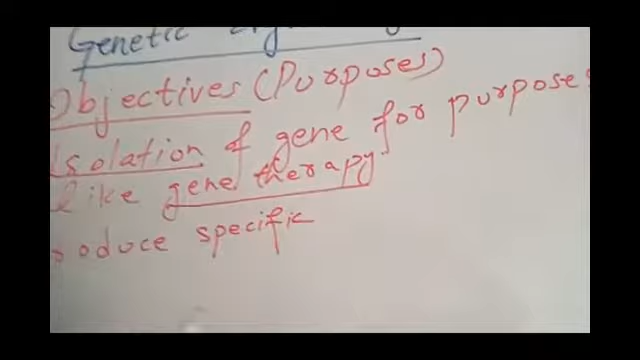 Genetic
Objectives (Purposes)
Isolation of gene for purpose
like gene therapy
oduce specific